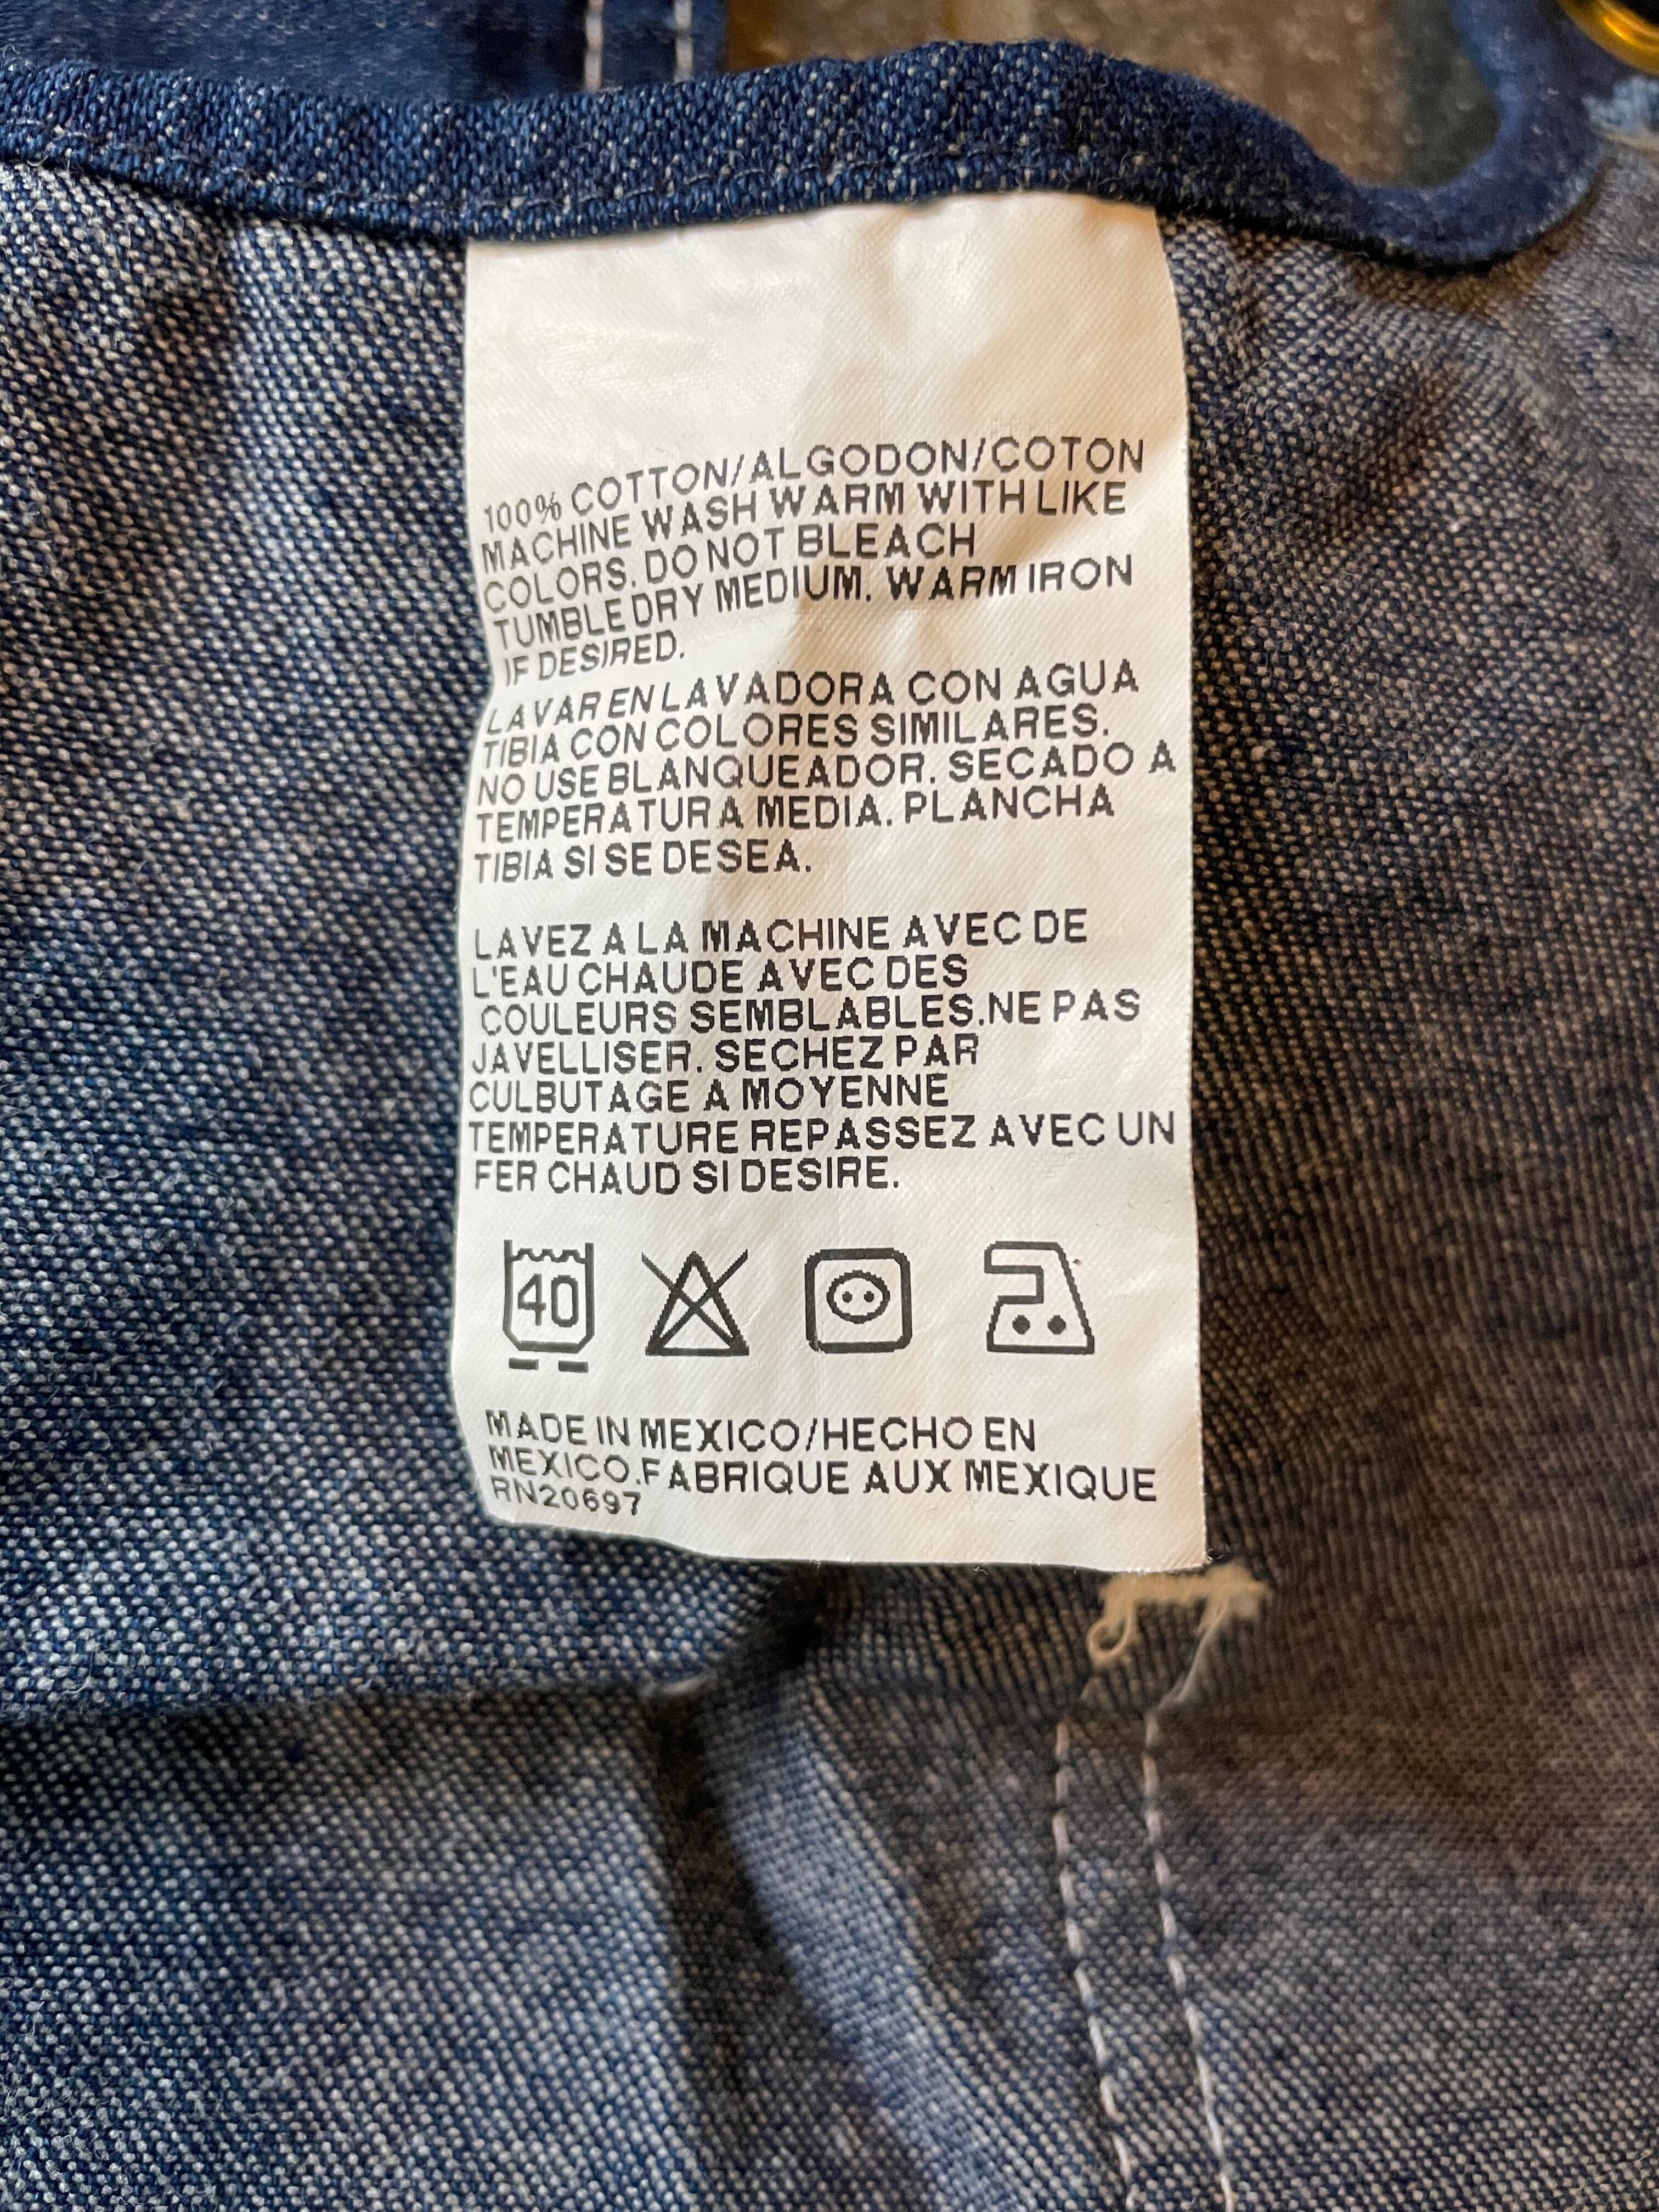 100% COTTON/ALGODON/COTON
MACHINE WASH WARM WITH LIKE
COLORS. DO NOT BLEACH
TUMBLE DRY MEDIUM. WARM IRON
IF DESIRED.
LAVAR EN LAVADORA CON AGUA
TIBIA CON COLORES SIMILARES.
NO USE BLANQUEADOR. SECADO A
TEMPERATURA MEDIA. PLANCHA
TIBIA SI SE DESEA.
LAVEZ A LA MACHINE AVEC DE
L'EAU CHAUDE AVEC DES
COULEURS SEMBLABLES.NE PAS
JAVELLISER. SECHEZ PAR
CULBUTAGE A MOYENNE
TEMPERATURE REPASSEZ AVEC UN
FER CHAUD SI DESIRE.
40
MADE IN MEXICO/HECHO EN
MEXICO.FABRIQUE AUX MEXIQUE
RN20697